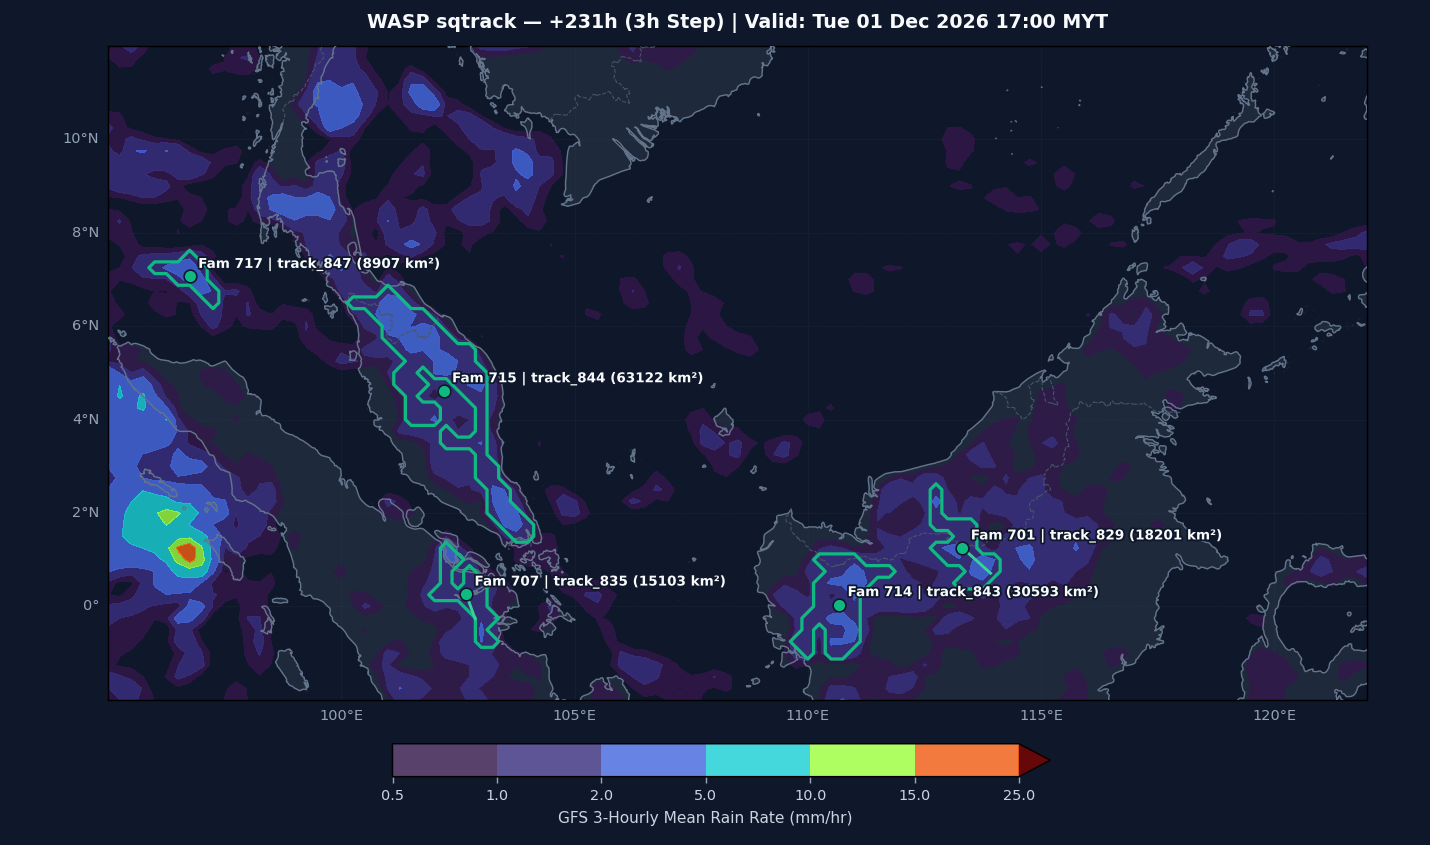 WASP sqtrack — +231h (3h Step) | Valid: Tue 01 Dec 2026 17:00 MYT
10°N
8°N
Fam 717 | track_847 (8907 km²)
6°N
Fam 715 | track_844 (63122 km²)
4°N
2°N
Fam 701 | track_829 (18201 km²)
Fam 707 | track_835 (15103 km²)
Fam 714 | track_843 (30593 km²)
0°
100°E
105°E
110°E
115°E
120°E
0.5
1.0
2.0
5.0
10.0
15.0
25.0
GFS 3-Hourly Mean Rain Rate (mm/hr)